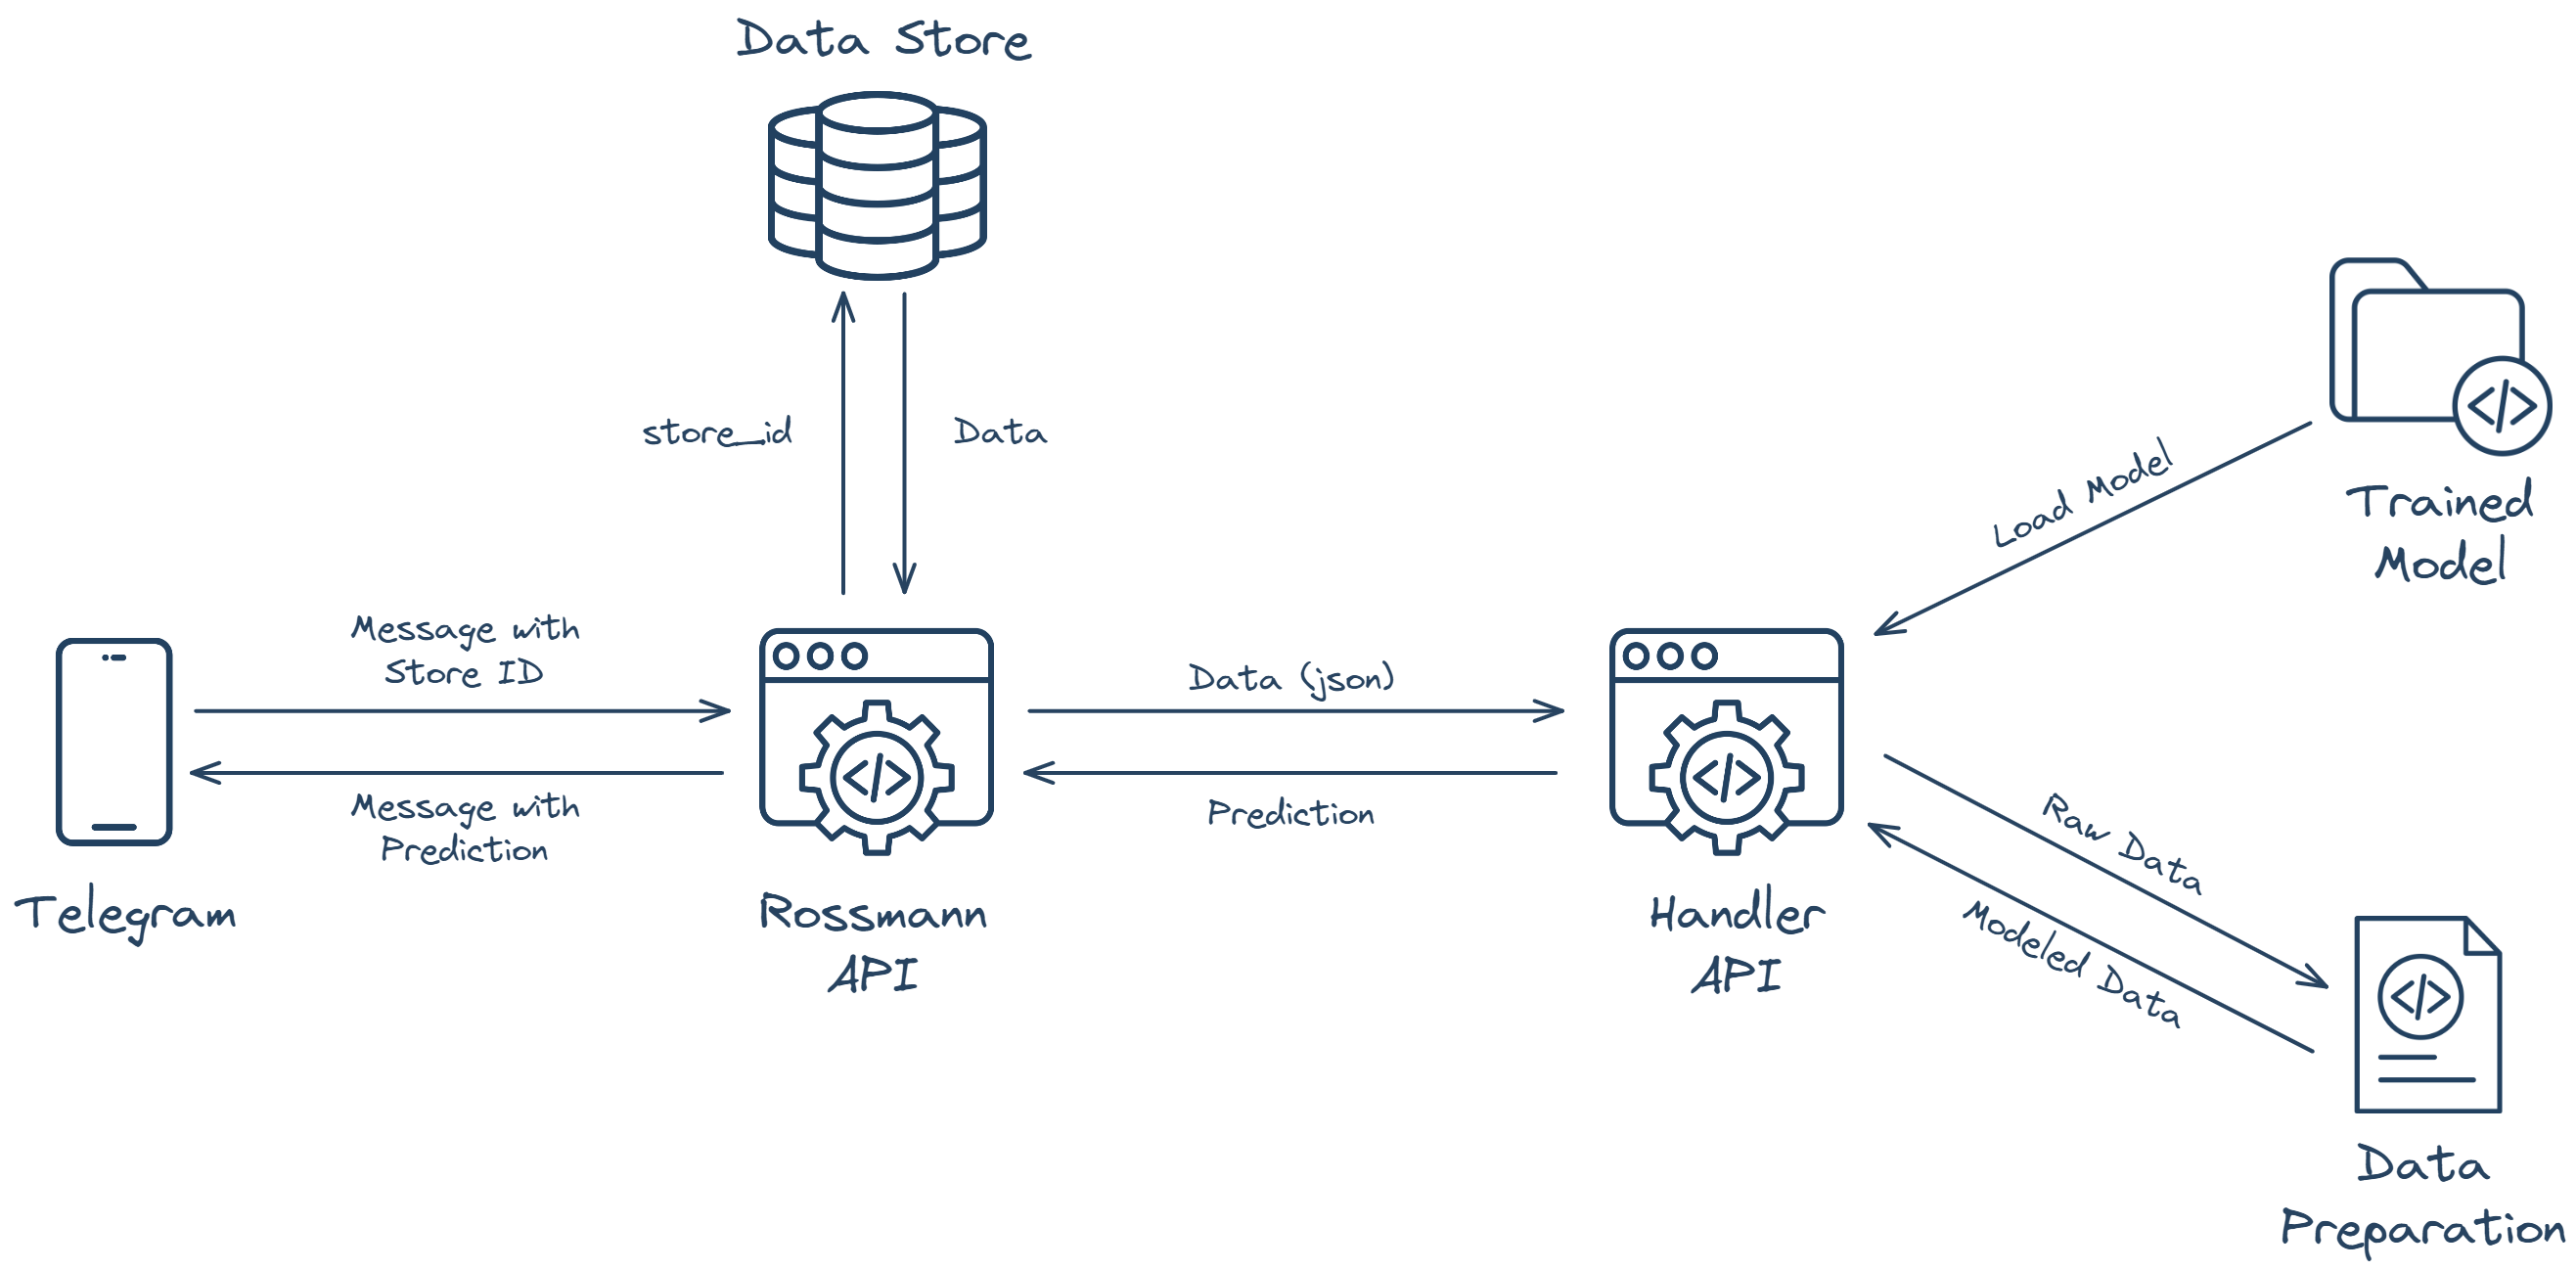 Data Store
store_id
Data
Load Model
Trained
Model
Message with
Store ID
Data (json)
Message with
Prediction
Prediction
Raw Data
Modeled Data
Telegram
Rossmann
API
Handler
API
Data
Preparation